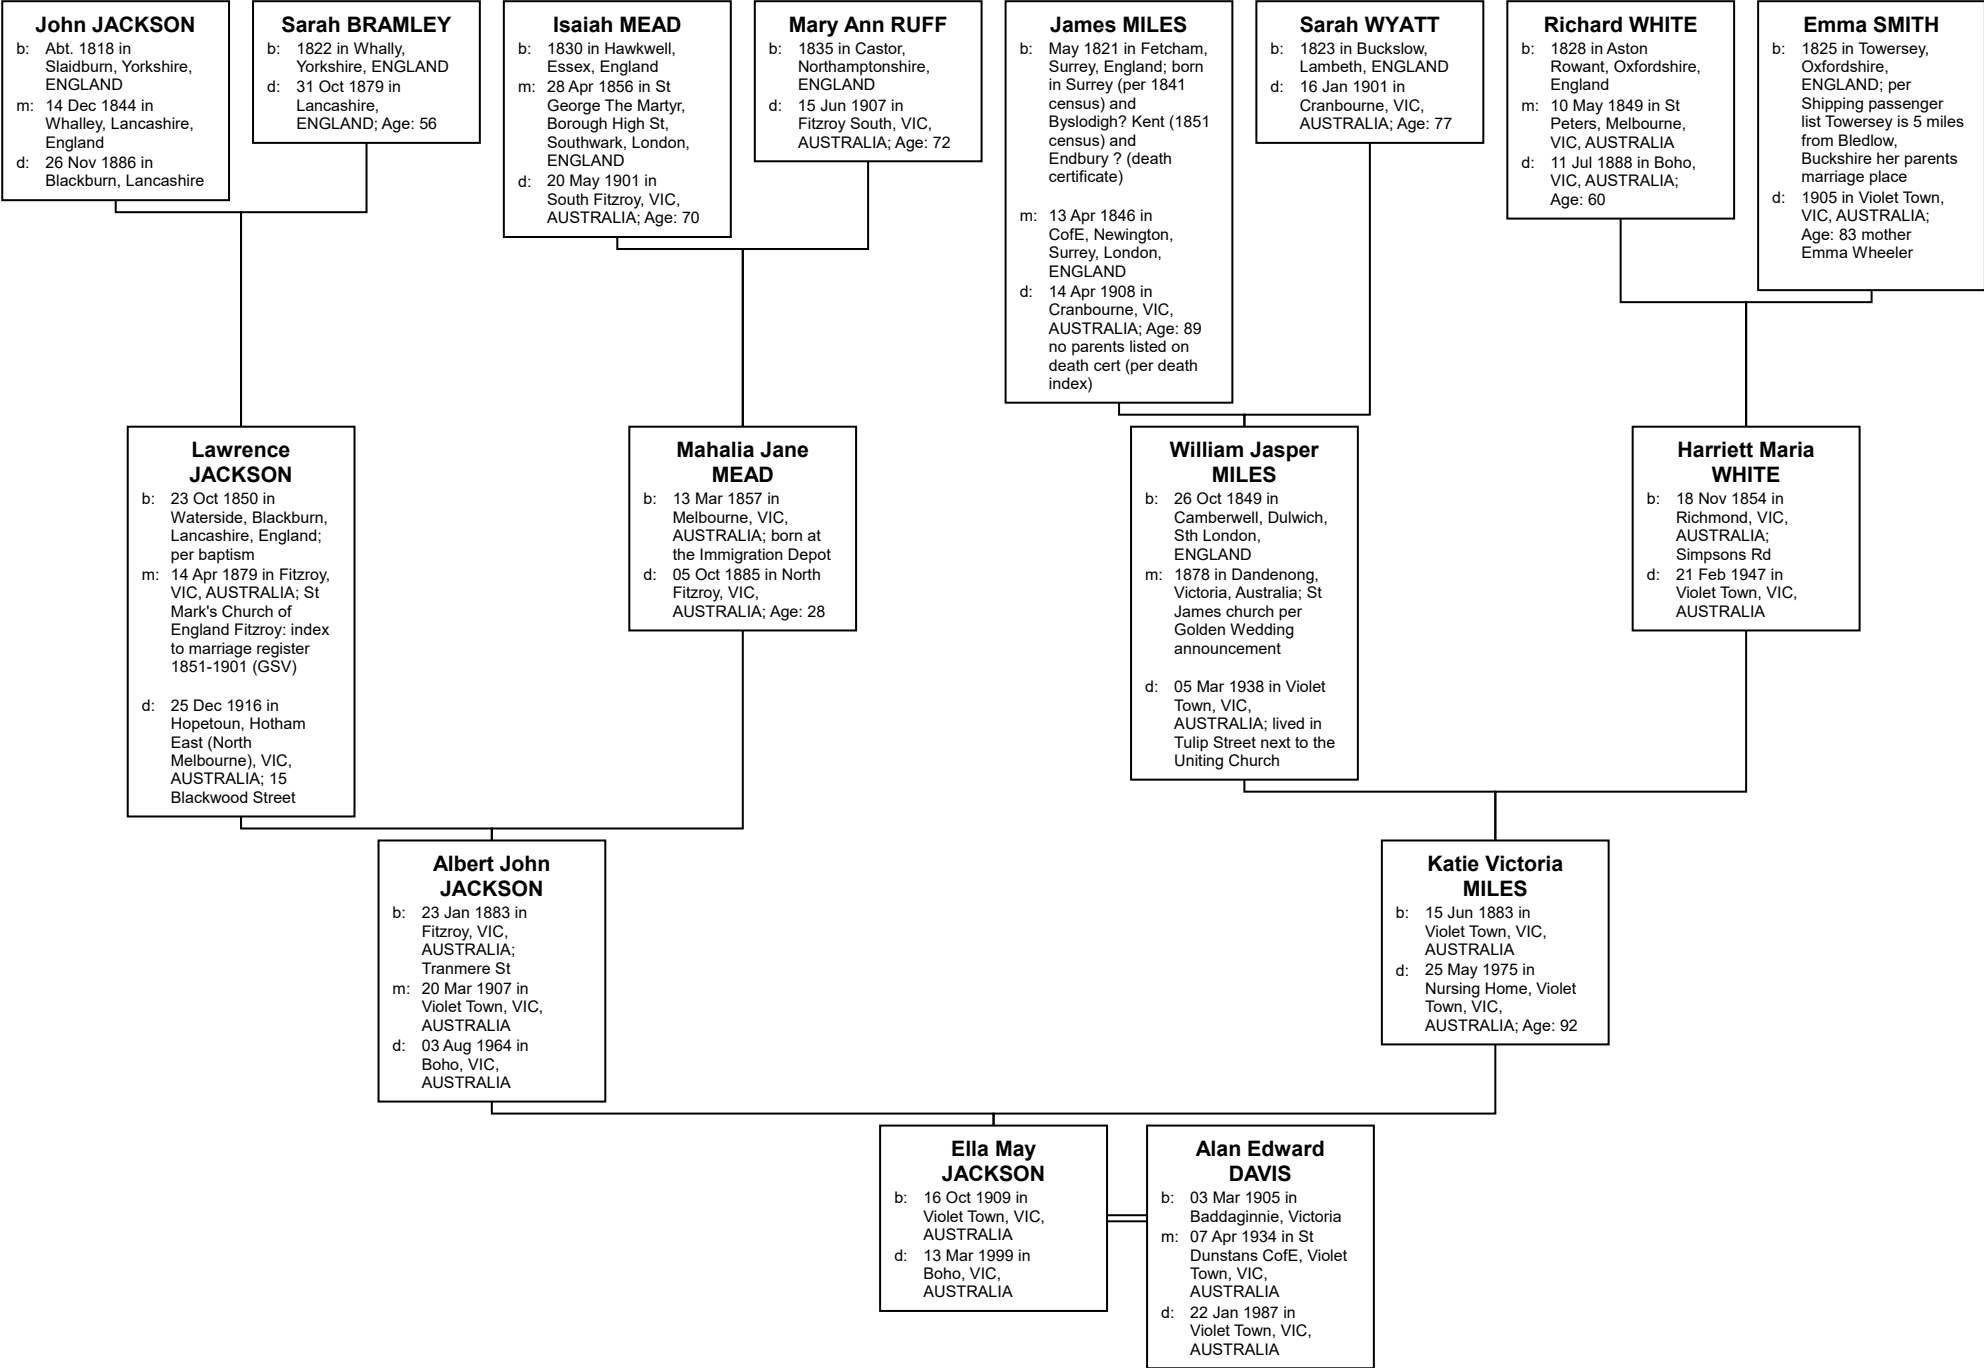 John JACKSON
b: Abt. 1818 in
Slaidburn, Yorkshire,
ENGLAND
m: 14 Dec 1844 in
Whalley, Lancashire,
England
d: 26 Nov 1886 in
Blackburn, Lancashire
Sarah BRAMLEY
b: 1822 in Whally,
Yorkshire, ENGLAND
d: 31 Oct 1879 in
Lancashire,
ENGLAND; Age: 56
Isaiah MEAD
b: 1830 in Hawkwell,
Essex, England
m: 28 Apr 1856 in St
George The Martyr,
Borough High St,
Southwark, London,
ENGLAND
d: 20 May 1901 in
South Fitzroy, VIC,
AUSTRALIA; Age: 70
Mary Ann RUFF
b: 1835 in Castor,
Northamptonshire,
ENGLAND
d: 15 Jun 1907 in
Fitzroy South, VIC,
AUSTRALIA; Age: 72
James MILES
b: May 1821 in Fetcham,
Surrey, England; born
in Surrey (per 1841
census) and
Byslodigh? Kent (1851
census) and
Endbury ? (death
certificate)
m: 13 Apr 1846 in
CofE, Newington,
Surrey, London,
ENGLAND
d: 14 Apr 1908 in
Cranbourne, VIC,
AUSTRALIA; Age: 89
no parents listed on
death cert (per death
index)
Sarah WYATT
b: 1823 in Buckslow,
Lambeth, ENGLAND
d: 16 Jan 1901 in
Cranbourne, VIC,
AUSTRALIA; Age: 77
Richard WHITE
b: 1828 in Aston
Rowant, Oxfordshire,
England
m: 10 May 1849 in St
Peters, Melbourne,
VIC, AUSTRALIA
d: 11 Jul 1888 in Boho,
VIC, AUSTRALIA;
Age: 60
Emma SMITH
b: 1825 in Towersey,
Oxfordshire,
ENGLAND; per
Shipping passenger
list Towersey is 5 miles
from Bledlow,
Buckshire her parents
marriage place
d: 1905 in Violet Town,
VIC, AUSTRALIA;
Age: 83 mother
Emma Wheeler
Lawrence
JACKSON
b: 23 Oct 1850 in
Waterside, Blackburn,
Lancashire, England;
per baptism
m: 14 Apr 1879 in Fitzroy,
VIC, AUSTRALIA; St
Mark's Church of
England Fitzroy: index
to marriage register
1851-1901 (GSV)
d: 25 Dec 1916 in
Hopetoun, Hotham
East (North
Melbourne), VIC,
AUSTRALIA; 15
Blackwood Street
Mahalia Jane
MEAD
b: 13 Mar 1857 in
Melbourne, VIC,
AUSTRALIA; born at
the Immigration Depot
d: 05 Oct 1885 in North
Fitzroy, VIC,
AUSTRALIA; Age: 28
William Jasper
MILES
b: 26 Oct 1849 in
Camberwell, Dulwich,
Sth London,
ENGLAND
m: 1878 in Dandenong,
Victoria, Australia; St
James church per
Golden Wedding
announcement
d: 05 Mar 1938 in Violet
Town, VIC,
AUSTRALIA; lived in
Tulip Street next to the
Uniting Church
Harriett Maria
WHITE
b: 18 Nov 1854 in
Richmond, VIC,
AUSTRALIA;
Simpsons Rd
d: 21 Feb 1947 in
Violet Town, VIC,
AUSTRALIA
Albert John
JACKSON
b: 23 Jan 1883 in
Fitzroy, VIC,
AUSTRALIA;
Tranmere St
m: 20 Mar 1907 in
Violet Town, VIC,
AUSTRALIA
d: 03 Aug 1964 in
Boho, VIC,
AUSTRALIA
Katie Victoria
MILES
b: 15 Jun 1883 in
Violet Town, VIC,
AUSTRALIA
d: 25 May 1975 in
Nursing Home, Violet
Town, VIC,
AUSTRALIA; Age: 92
Ella May
JACKSON
b: 16 Oct 1909 in
Violet Town, VIC,
AUSTRALIA
d: 13 Mar 1999 in
Boho, VIC,
AUSTRALIA
Alan Edward
DAVIS
b: 03 Mar 1905 in
Baddaginnie, Victoria
m: 07 Apr 1934 in St
Dunstans CofE, Violet
Town, VIC,
AUSTRALIA
d: 22 Jan 1987 in
Violet Town, VIC,
AUSTRALIA